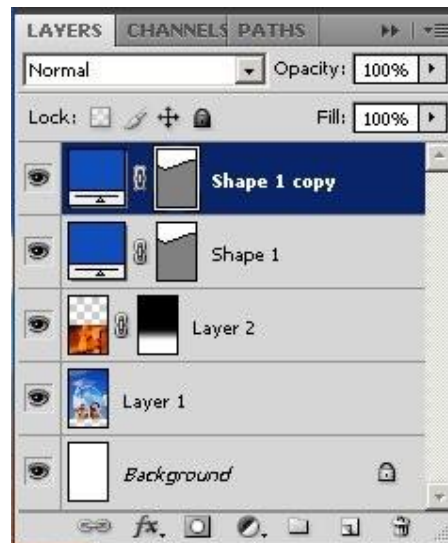 LAYERS CHANNELS PATHS
Normal Opacity: 100%
Lock: Fill: 100%
Shape 1 copy
Shape 1
Layer 2
Layer 1
Background
fx.